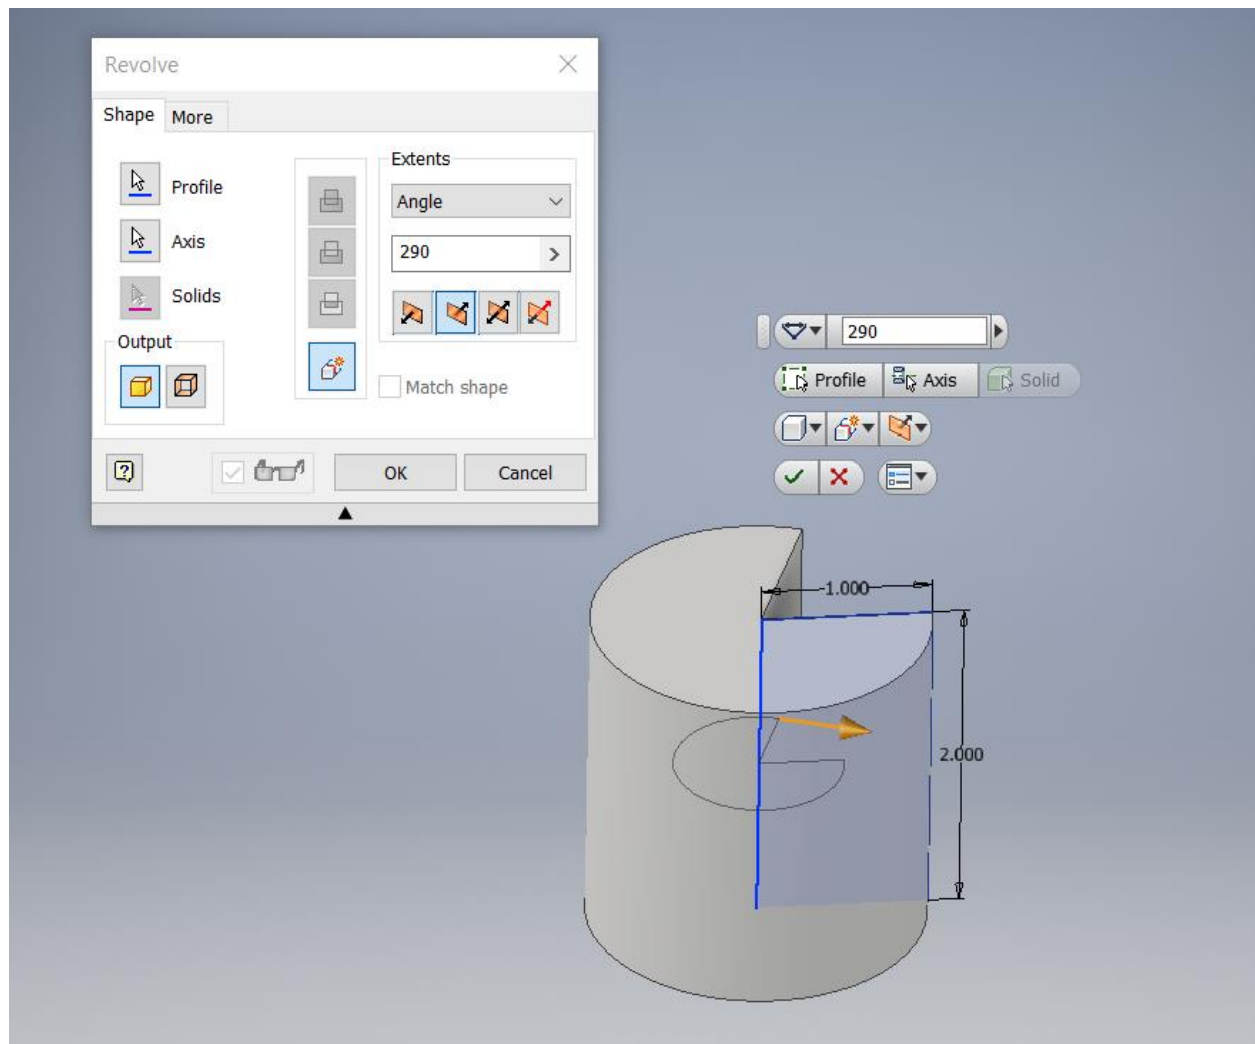 Revolve
Shape More
Extents
Profile
Angle
Axis
290
Solids
Output
Match shape
OK Cancel
290
Profile Axis Solid
1.000
2.000